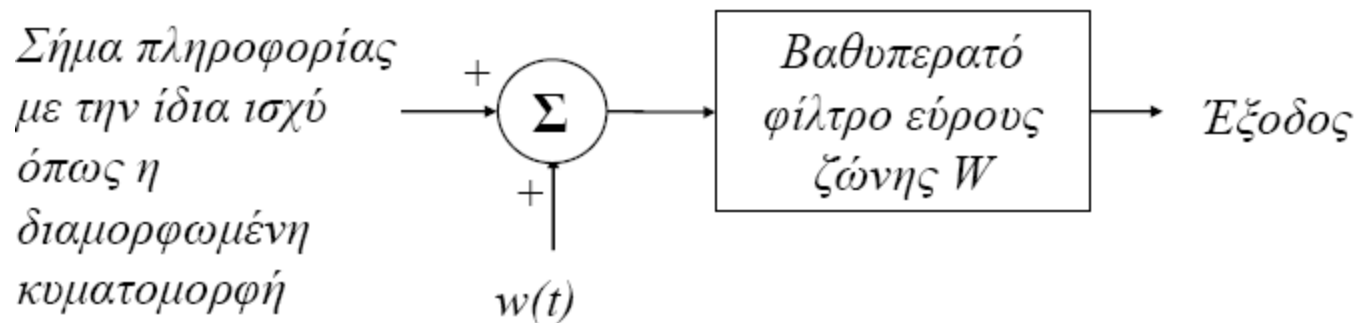 Σήμα πληροφορίας
με την ίδια ισχύ
όπως η
διαμορφωμένη
κυματομορφή
+
Σ
+
w(t)
Βαθυπερατό
φίλτρο εύρους
ζώνης W
Έξοδος